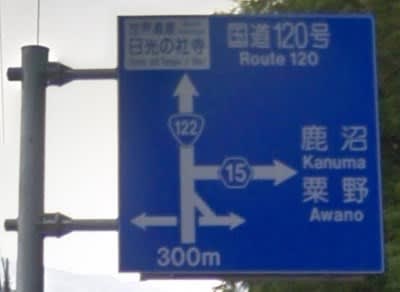 世界遺産
日光の社寺
国道120号
Route 120
122
15
鹿沼
Kanuma
粟野
Awano
300m